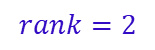 rank = 2